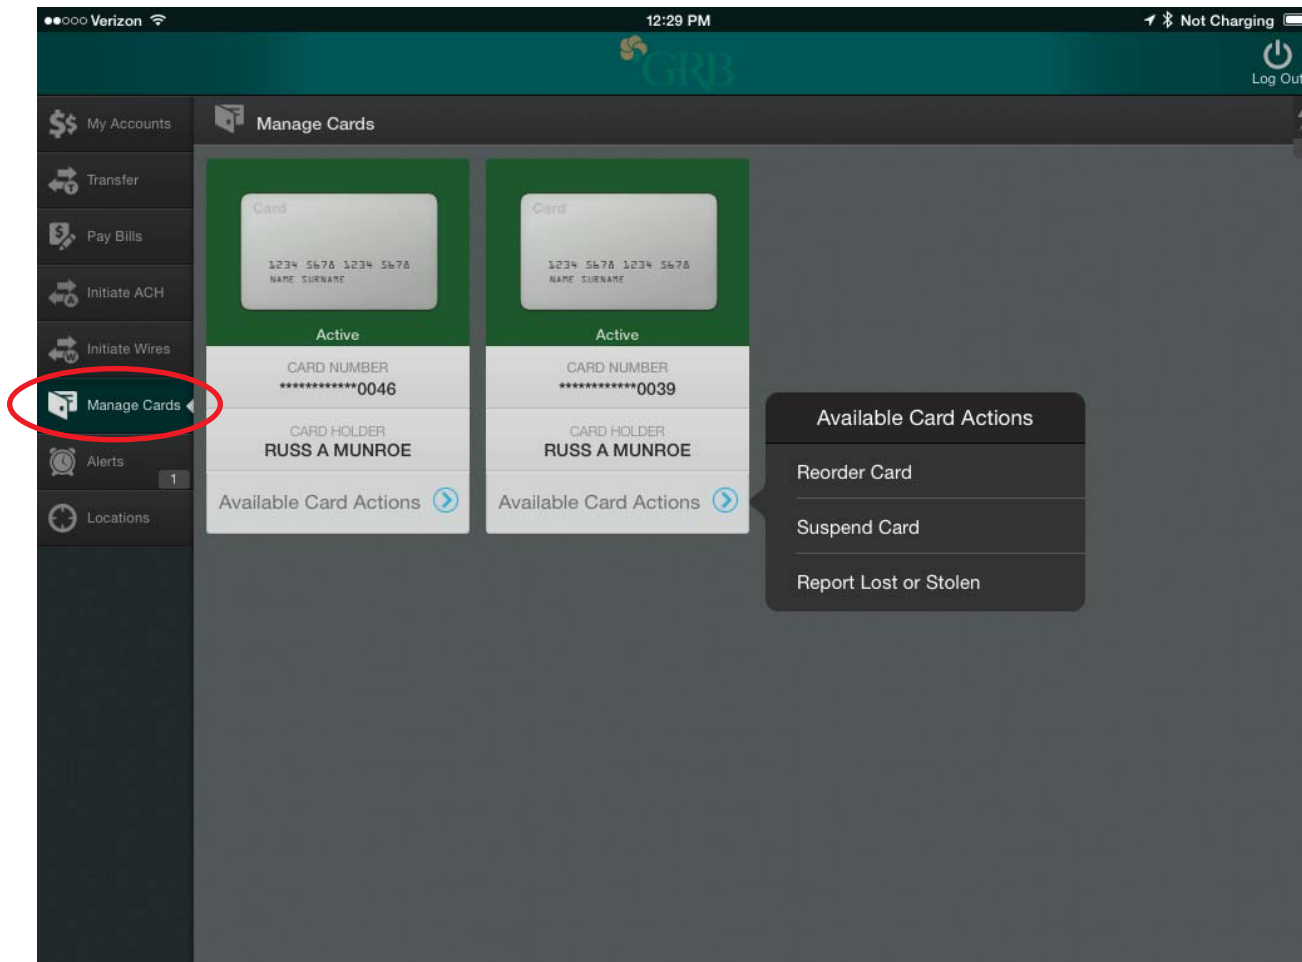 Verizon
12:29 PM
Not Charging
GRB
Log Out
$$ My Accounts
Transfer
Pay Bills
Initiate ACH
Initiate Wires
Manage Cards
Alerts
1
Locations
Manage Cards
Card
1234 5678 1234 5678
NAME SURNAME
Active
CARD NUMBER
************0046
CARD HOLDER
RUSS A MUNROE
Available Card Actions
Card
1234 5678 1234 5678
NAME SURNAME
Active
CARD NUMBER
************0039
CARD HOLDER
RUSS A MUNROE
Available Card Actions
Available Card Actions
Reorder Card
Suspend Card
Report Lost or Stolen